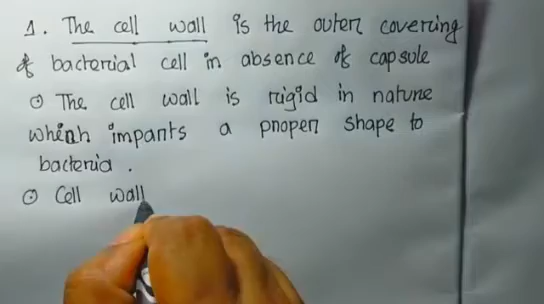 1. The cell wall is the outer covering
of bacterial cell in absence of capsule
⊙ The cell wall is rigid in nature
which imparts a proper shape to
bacteria.
⊙ Cell wall